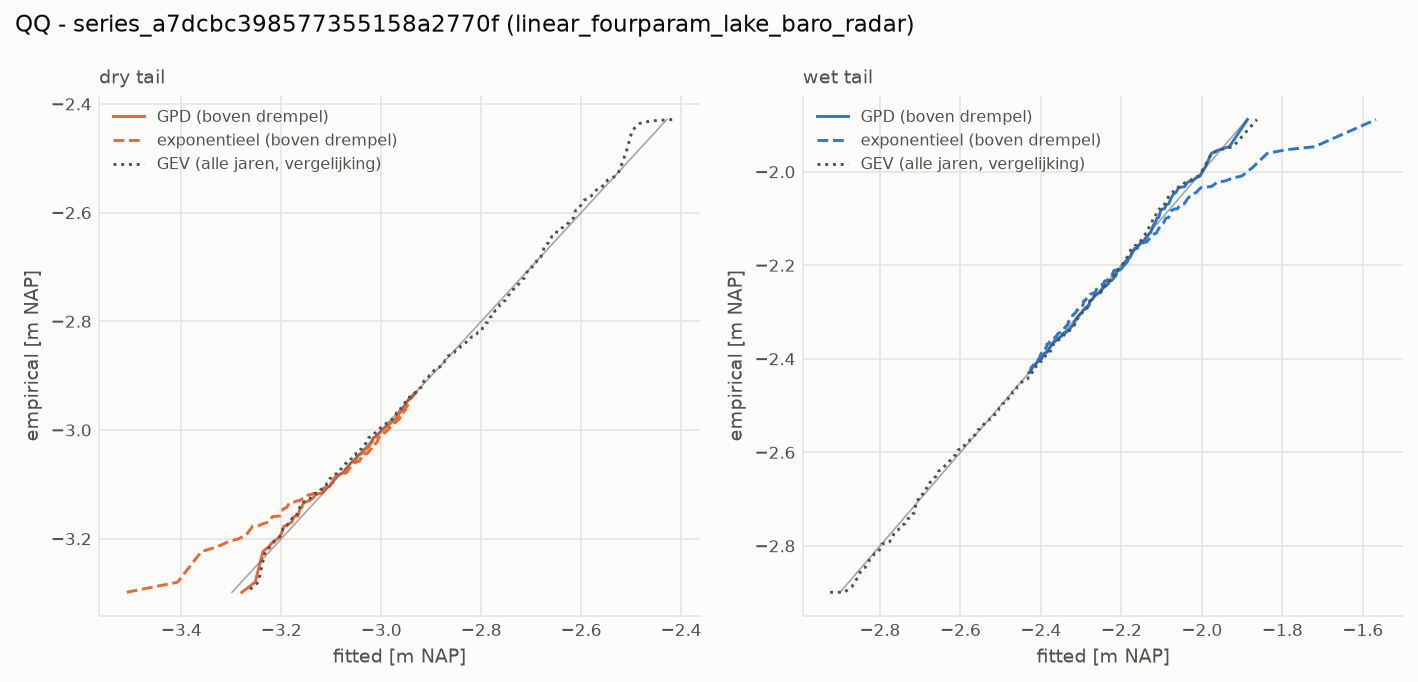 QQ - series_a7dcbc398577355158a2770f (linear_fourparam_lake_baro_radar)
dry tail
GPD (boven drempel)
exponentieel (boven drempel)
GEV (alle jaren, vergelijking)
−2.4
−2.6
−2.8
−3.0
−3.2
empirical [m NAP]
−3.4 −3.2 −3.0 −2.8 −2.6 −2.4
fitted [m NAP]
wet tail
GPD (boven drempel)
exponentieel (boven drempel)
GEV (alle jaren, vergelijking)
−2.0
−2.2
−2.4
−2.6
−2.8
empirical [m NAP]
−2.8 −2.6 −2.4 −2.2 −2.0 −1.8 −1.6
fitted [m NAP]